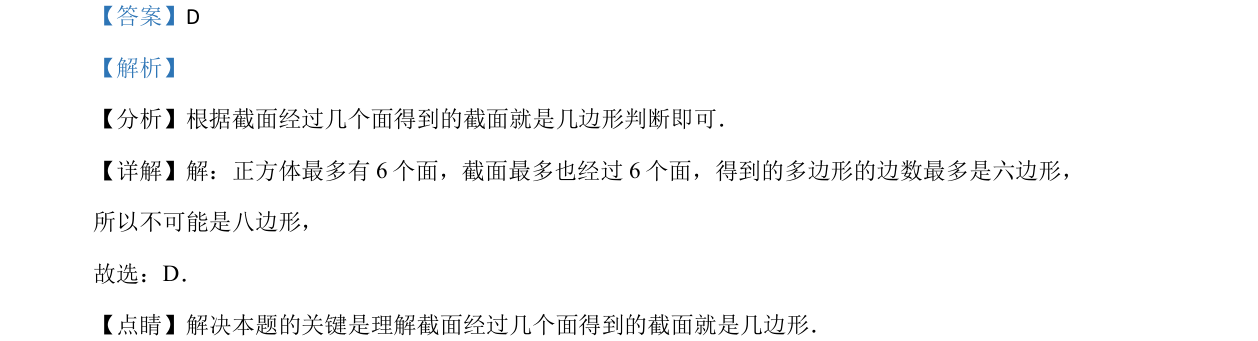 【答案】D
【解析】
【分析】根据截面经过几个面得到的截面就是几边形判断即可．
【详解】解：正方体最多有 6 个面，截面最多也经过 6 个面，得到的多边形的边数最多是六边形，
所以不可能是八边形，
故选：D．
【点睛】解决本题的关键是理解截面经过几个面得到的截面就是几边形．